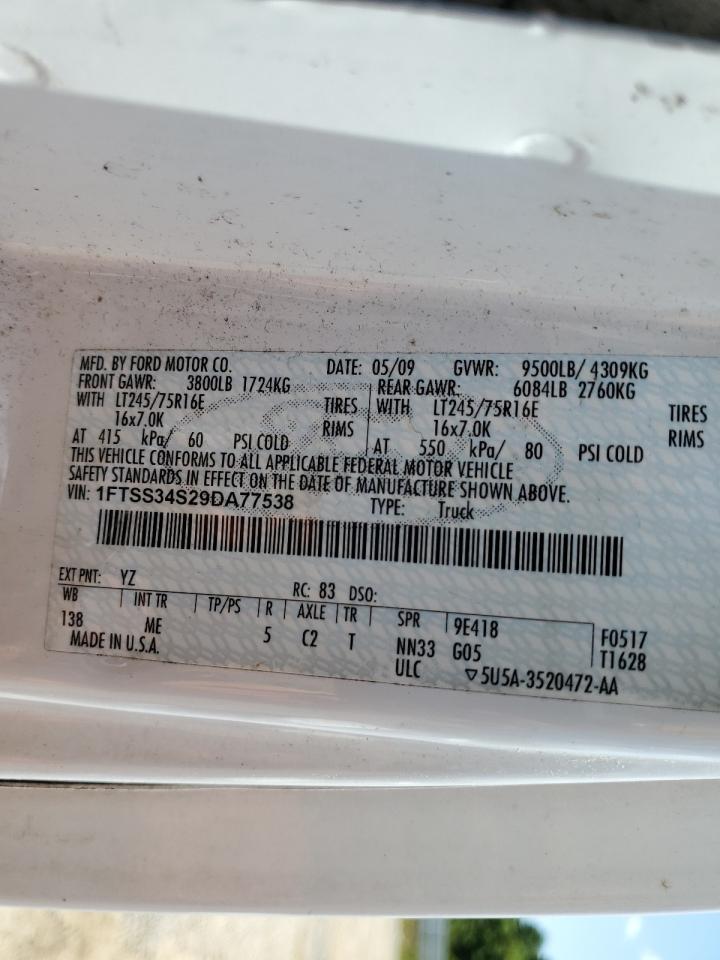 MFD. BY FORD MOTOR CO. DATE: 05/09 GVWR: 9500LB/ 4309KG
FRONT GAWR: 3800LB 1724KG REAR GAWR: 6084LB 2760KG
WITH LT245/75R16E TIRES WITH LT245/75R16E TIRES
16x7.0K RIMS 16x7.0K RIMS
AT 415 kPa/ 60 PSI COLD AT 550 kPa/ 80 PSI COLD
THIS VEHICLE CONFORMS TO ALL APPLICABLE FEDERAL MOTOR VEHICLE
SAFETY STANDARDS IN EFFECT ON THE DATE OF MANUFACTURE SHOWN ABOVE.
VIN: 1FTSS34S29DA77538 TYPE: Truck
EXT PNT: YZ RC: 83 DSO:
WB INT TR TP/PS R AXLE TR SPR 9E418 F0517
138 ME 5 C2 T NN33 G05 T1628
MADE IN U.S.A. ULC ▽5U5A-3520472-AA